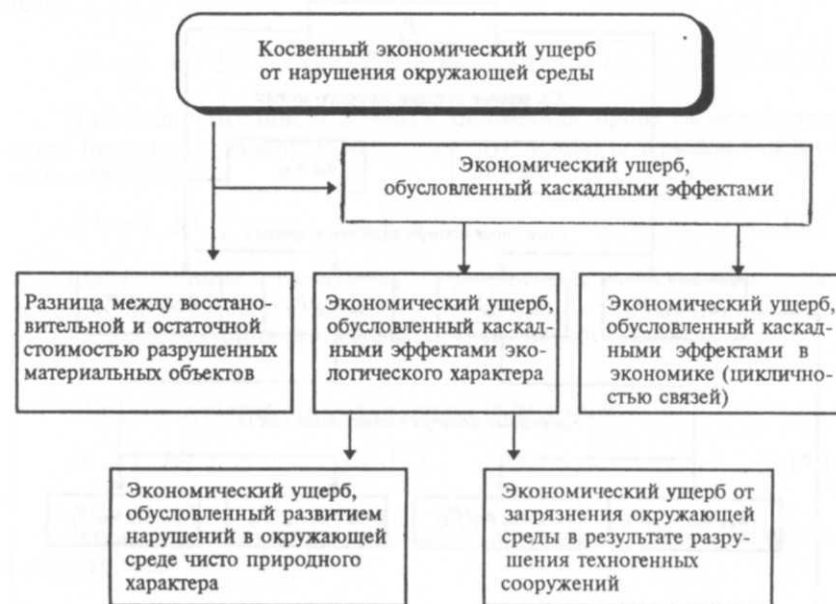 Косвенный экономический ущерб
от нарушения окружающей среды
Экономический ущерб,
обусловленный каскадными эффектами
Разница между восстано-
вительной и остаточной
стоимостью разрушенных
материальных объектов
Экономический ущерб,
обусловленный каскад-
ными эффектами эко-
логического характера
Экономический ущерб,
обусловленный каскад-
ными эффектами в
экономике (циклично-
стью связей)
Экономический ущерб,
обусловленный развитием
нарушений в окружающей
среде чисто природного
характера
Экономический ущерб от
загрязнения окружающей
среды в результате разру-
шения техногенных
сооружений